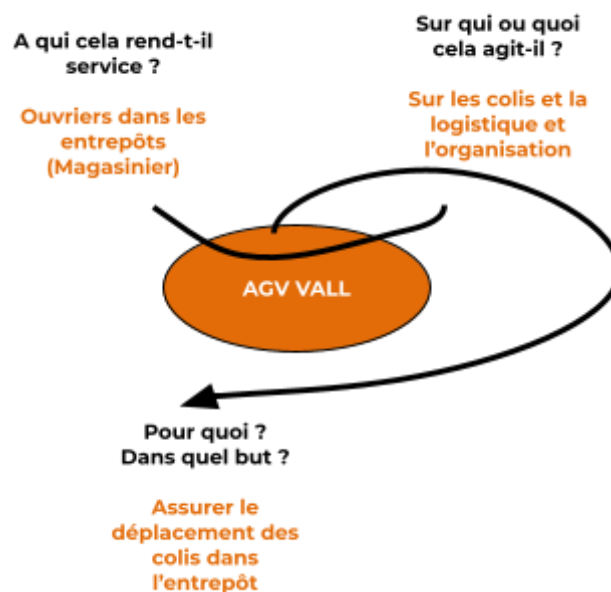 A qui cela rend-t-il
service ?
Ouvriers dans les
entrepôts
(Magasinier)
Sur qui ou quoi
cela agit-il ?
Sur les colis et la
logistique et
l'organisation
AGV VALL
Pour quoi ?
Dans quel but ?
Assurer le
déplacement des
colis dans
l'entrepôt